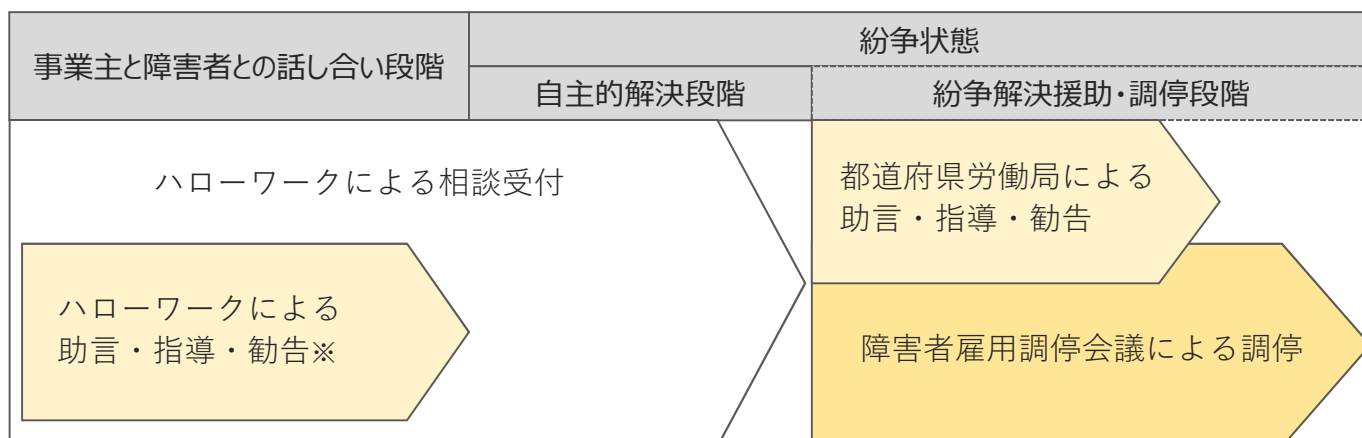 事業主と障害者との話し合い段階
紛争状態
自主的解決段階
紛争解決援助・調停段階
ハローワークによる相談受付
ハローワークによる
助言・指導・勧告※
都道府県労働局による
助言・指導・勧告
障害者雇用調停会議による調停